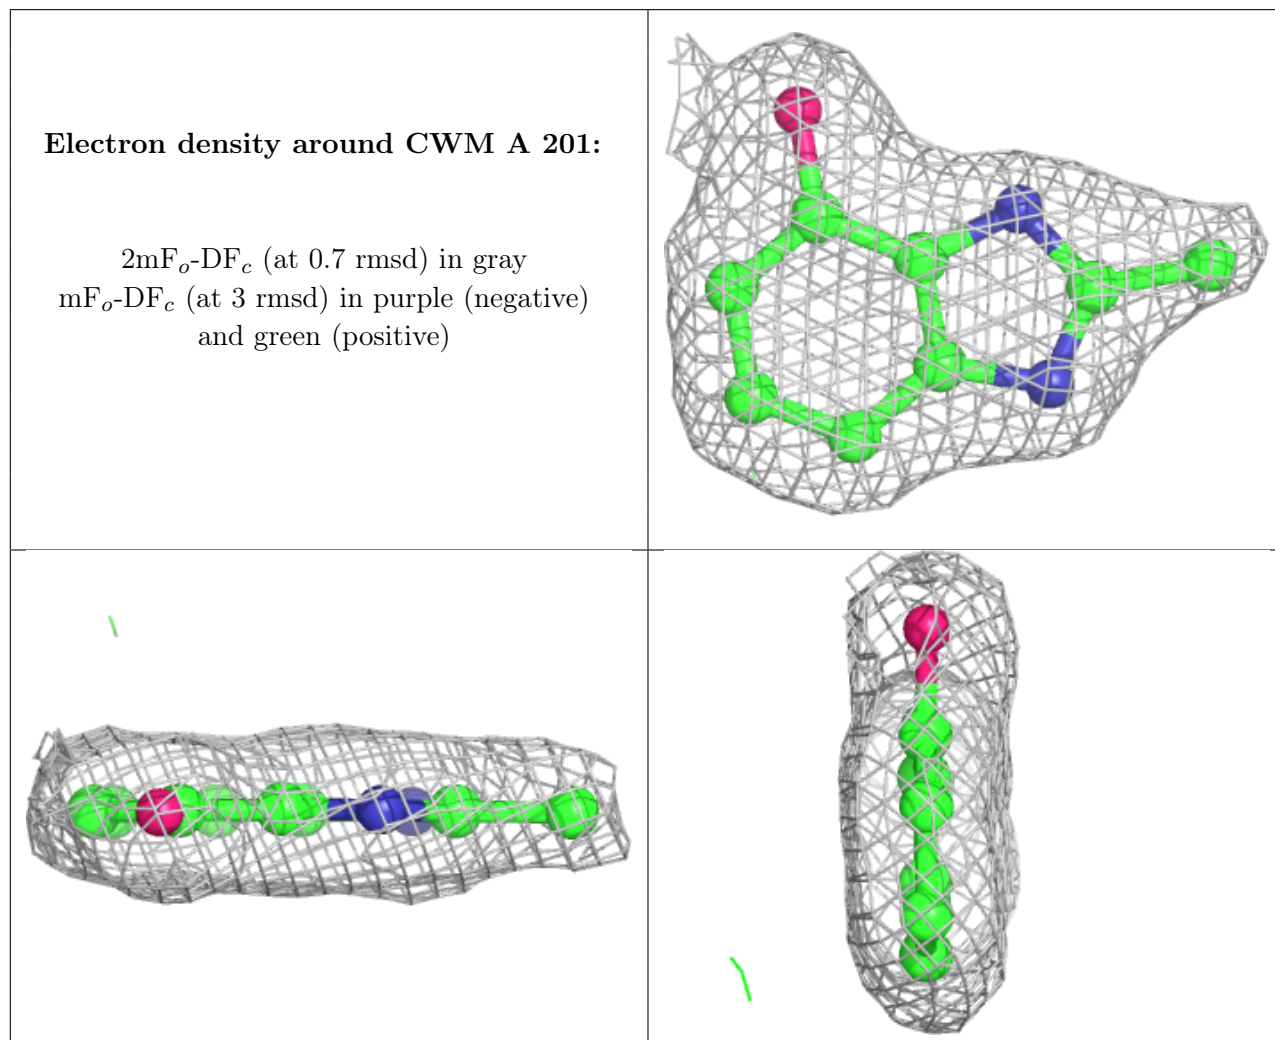 Electron density around CWM A 201:
2mFo-DFc (at 0.7 rmsd) in gray
mFo-DFc (at 3 rmsd) in purple (negative)
and green (positive)